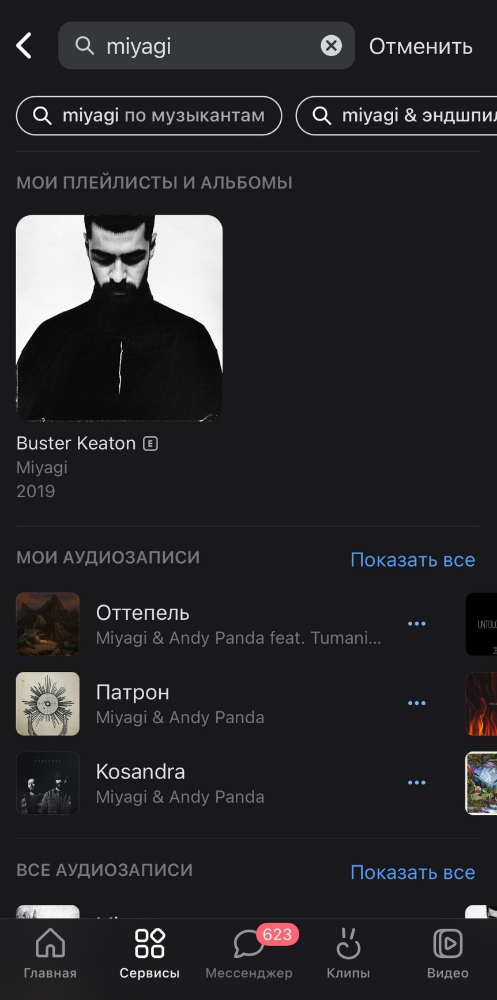 miyagi
Отменить
miyagi по музыкантам
miyagi & эндшпил
МОИ ПЛЕЙЛИСТЫ И АЛЬБОМЫ
Buster Keaton E
Miyagi
2019
МОИ АУДИОЗАПИСИ
Показать все
Оттепель
Miyagi & Andy Panda feat. Tumani...
Патрон
Miyagi & Andy Panda
Kosandra
Miyagi & Andy Panda
ВСЕ АУДИОЗАПИСИ
Показать все
623
Главная
Сервисы
Мессенджер
Клипы
Видео